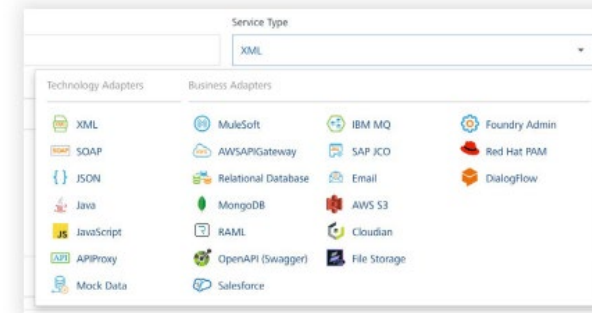 Service Type
XML
Technology Adapters
Business Adapters
XML
SOAP
JSON
Java
JS JavaScript
API APIProxy
Mock Data
MuleSoft
AWSAPIGateway
Relational Database
MongoDB
RAML
OpenAPI (Swagger)
Salesforce
IBM MQ
SAP JCO
Email
AWS S3
Cloudian
File Storage
Foundry Admin
Red Hat PAM
DialogFlow